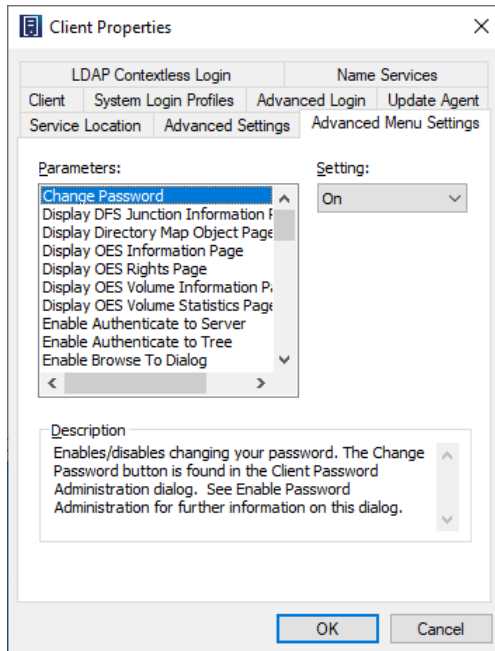 Client Properties
LDAP Contextless Login Name Services
Client System Login Profiles Advanced Login Update Agent
Service Location Advanced Settings Advanced Menu Settings
Parameters: Setting:
Change Password On
Display DFS Junction Information
Display Directory Map Object Page
Display OES Information Page
Display OES Rights Page
Display OES Volume Information
Display OES Volume Statistics Page
Enable Authenticate to Server
Enable Authenticate to Tree
Enable Browse To Dialog
Description
Enables/disables changing your password. The Change
Password button is found in the Client Password
Administration dialog. See Enable Password
Administration for further information on this dialog.
OK Cancel